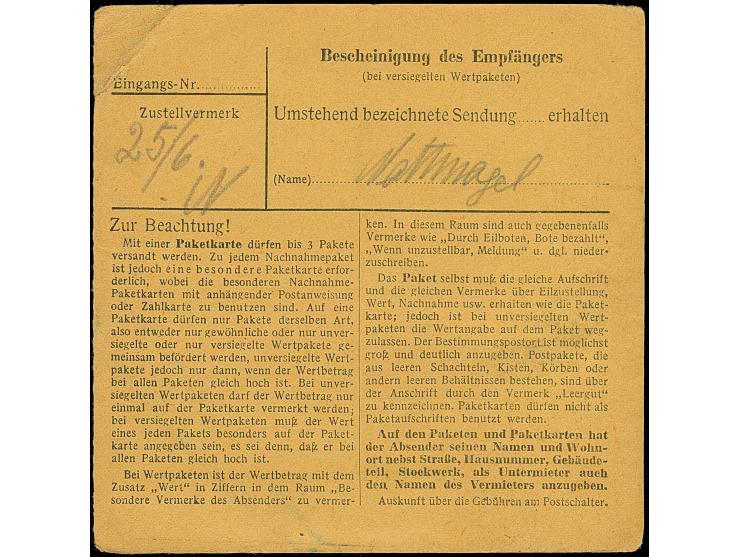 Bescheinigung des Empfängers
(bei versiegelten Wertpaketen)
Eingangs-Nr. ..............
Zustellvermerk
25/6.
Umstehend bezeichnete Sendung...... erhalten
(Name)..........
Zur Beachtung!
Mit einer Paketkarte dürfen bis 3 Pakete
versandt werden. Zu jedem Nachnahmepaket
ist jedoch eine besondere Paketkarte erfor-
derlich, wobei die besonderen Nachnahme-
Paketkarten mit anhängender Postanweisung
oder Zahlkarte zu benutzen sind. Auf eine
Paketkarte dürfen nur Pakete derselben Art,
also entweder nur gewöhnliche oder nur unver-
siegelte oder nur versiegelte Wertpakete ge-
meinsam befördert werden, unversiegelte Wert-
pakete jedoch nur dann, wenn der Wertbetrag
bei allen Paketen gleich hoch ist. Bei unver-
siegelten Wertpaketen darf der Wertbetrag nur
einmal auf der Paketkarte vermerkt werden;
bei versiegelten Wertpaketen muß der Wert
eines jeden Pakets besonders auf der Paket-
karte angegeben sein, es sei denn, daß er bei
allen Paketen gleich hoch ist.
Bei Wertpaketen ist der Wertbetrag mit dem
Zusatz „Wert" in Ziffern in dem Raum „Be-
sondere Vermerke des Absenders" zu vermer-
ken. In diesem Raum sind auch gegebenenfalls
Vermerke wie „Durch Eilboten, Bote bezahlt",
„Wenn unzustellbar, Meldung" u. dgl. nieder-
zuschreiben.
Das Paket selbst muß die gleiche Aufschrift
und die gleichen Vermerke über Eilzustellung,
Wert, Nachnahme usw. erhalten wie die Paket-
karte; jedoch ist bei unversiegelten Wert-
paketen die Wertangabe auf dem Paket weg-
zulassen. Der Bestimmungspostort ist möglichst
groß und deutlich anzugeben. Postpakete, die
aus leeren Schachteln, Kisten, Körben oder
andern leeren Behältnissen bestehen, sind über
der Anschrift durch den Vermerk „Leergut"
zu kennzeichnen. Paketkarten dürfen nicht als
Paketaufschriften benutzt werden.
Auf den Paketen und Paketkarten hat
der Absender seinen Namen und Wohn-
ort nebst Straße, Hausnummer, Gebäude-
teil, Stockwerk, als Untermieter auch
den Namen des Vermieters anzugeben.
Auskunft über die Gebühren am Postschalter.